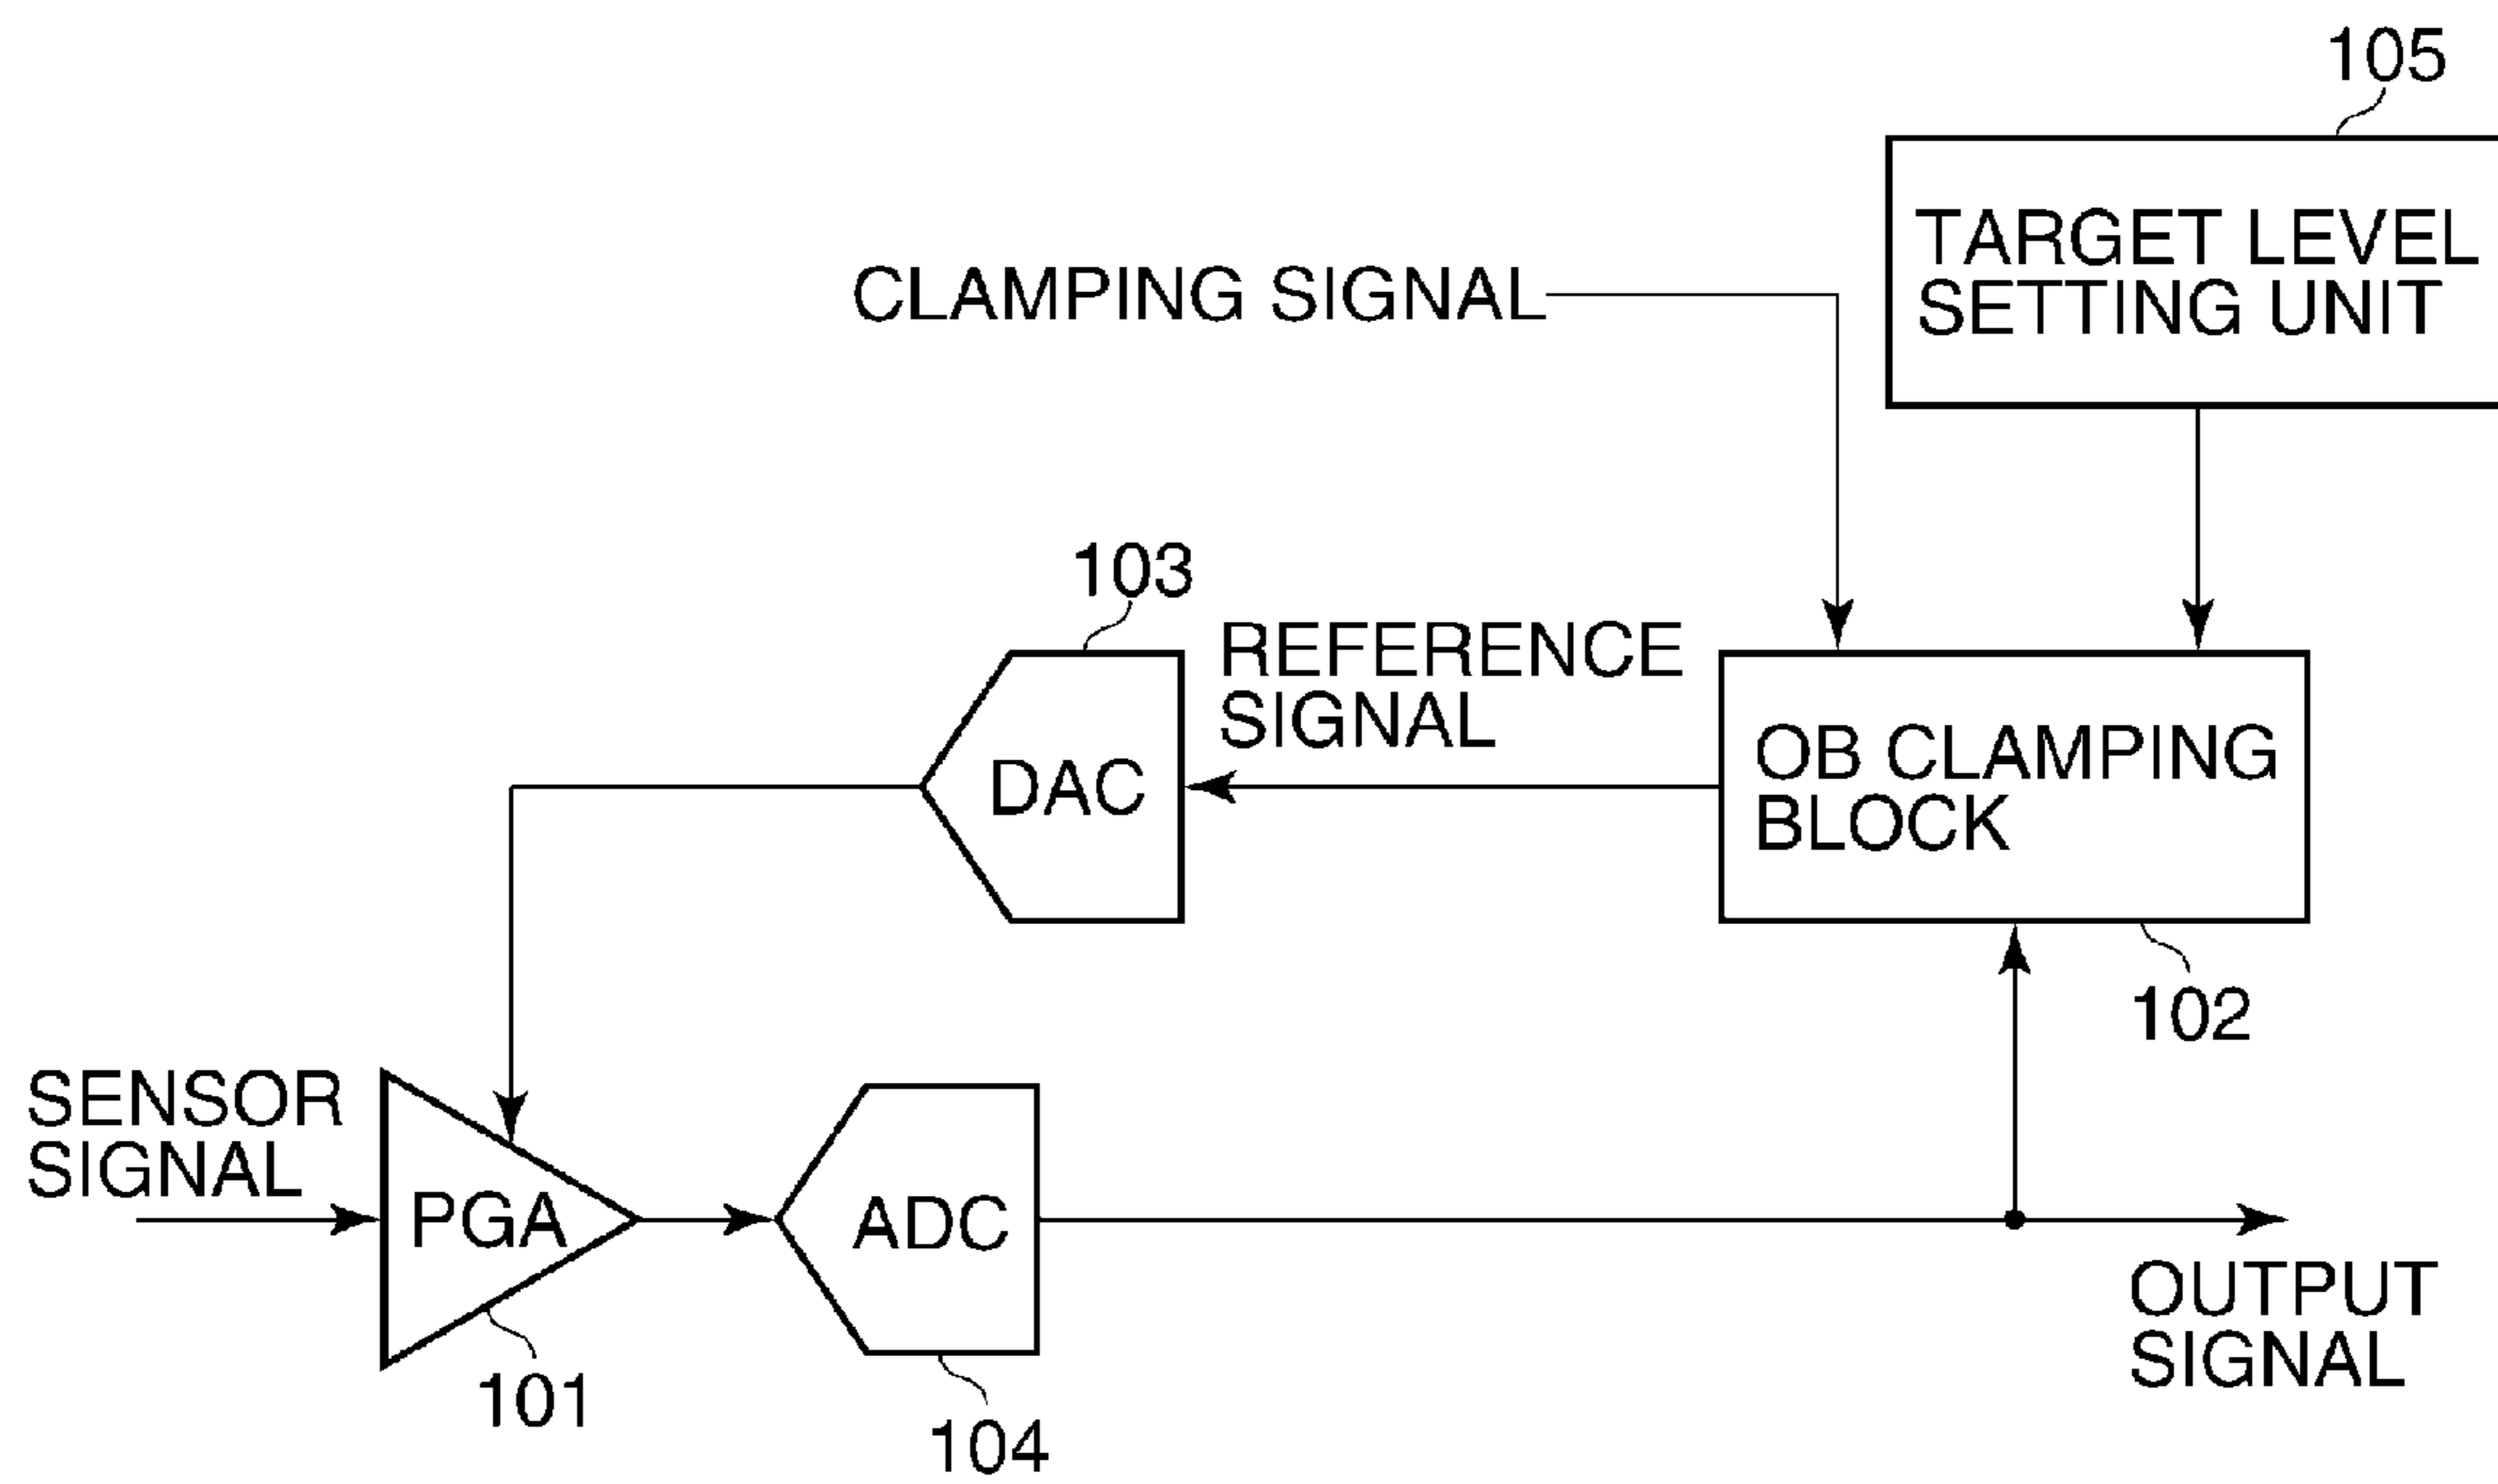 105
TARGET LEVEL
SETTING UNIT
CLAMPING SIGNAL
103
REFERENCE
SIGNAL
DAC
OB CLAMPING
BLOCK
102
SENSOR
SIGNAL
PGA
ADC
OUTPUT
SIGNAL
101
104